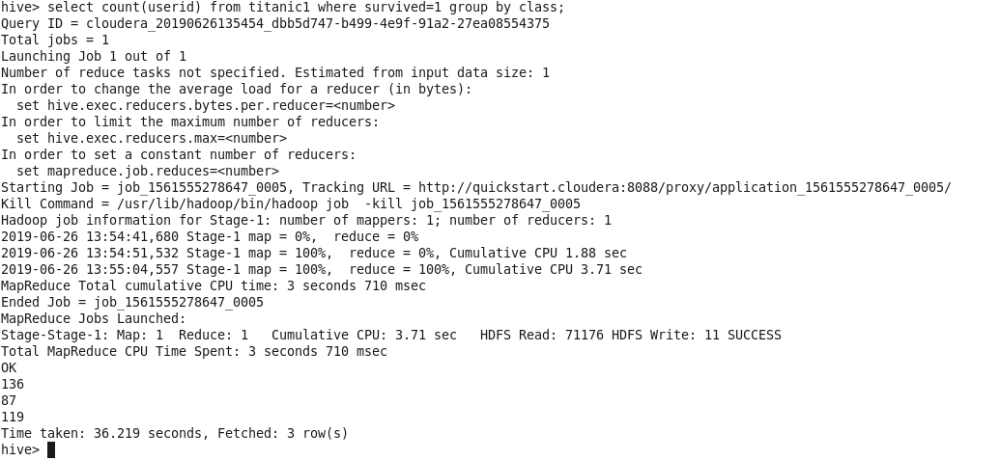 hive> select count(userid) from titanic1 where survived=1 group by class;
Query ID = cloudera_20190626135454_dbb5d747-b499-4e9f-91a2-27ea08554375
Total jobs = 1
Launching Job 1 out of 1
Number of reduce tasks not specified. Estimated from input data size: 1
In order to change the average load for a reducer (in bytes):
  set hive.exec.reducers.bytes.per.reducer=<number>
In order to limit the maximum number of reducers:
  set hive.exec.reducers.max=<number>
In order to set a constant number of reducers:
  set mapreduce.job.reduces=<number>
Starting Job = job_1561555278647_0005, Tracking URL = http://quickstart.cloudera:8088/proxy/application_1561555278647_0005/
Kill Command = /usr/lib/hadoop/bin/hadoop job  -kill job_1561555278647_0005
Hadoop job information for Stage-1: number of mappers: 1; number of reducers: 1
2019-06-26 13:54:41,680 Stage-1 map = 0%,  reduce = 0%
2019-06-26 13:54:51,532 Stage-1 map = 100%,  reduce = 0%, Cumulative CPU 1.88 sec
2019-06-26 13:55:04,557 Stage-1 map = 100%,  reduce = 100%, Cumulative CPU 3.71 sec
MapReduce Total cumulative CPU time: 3 seconds 710 msec
Ended Job = job_1561555278647_0005
MapReduce Jobs Launched:
Stage-Stage-1: Map: 1  Reduce: 1   Cumulative CPU: 3.71 sec   HDFS Read: 71176 HDFS Write: 11 SUCCESS
Total MapReduce CPU Time Spent: 3 seconds 710 msec
OK
136
87
119
Time taken: 36.219 seconds, Fetched: 3 row(s)
hive>